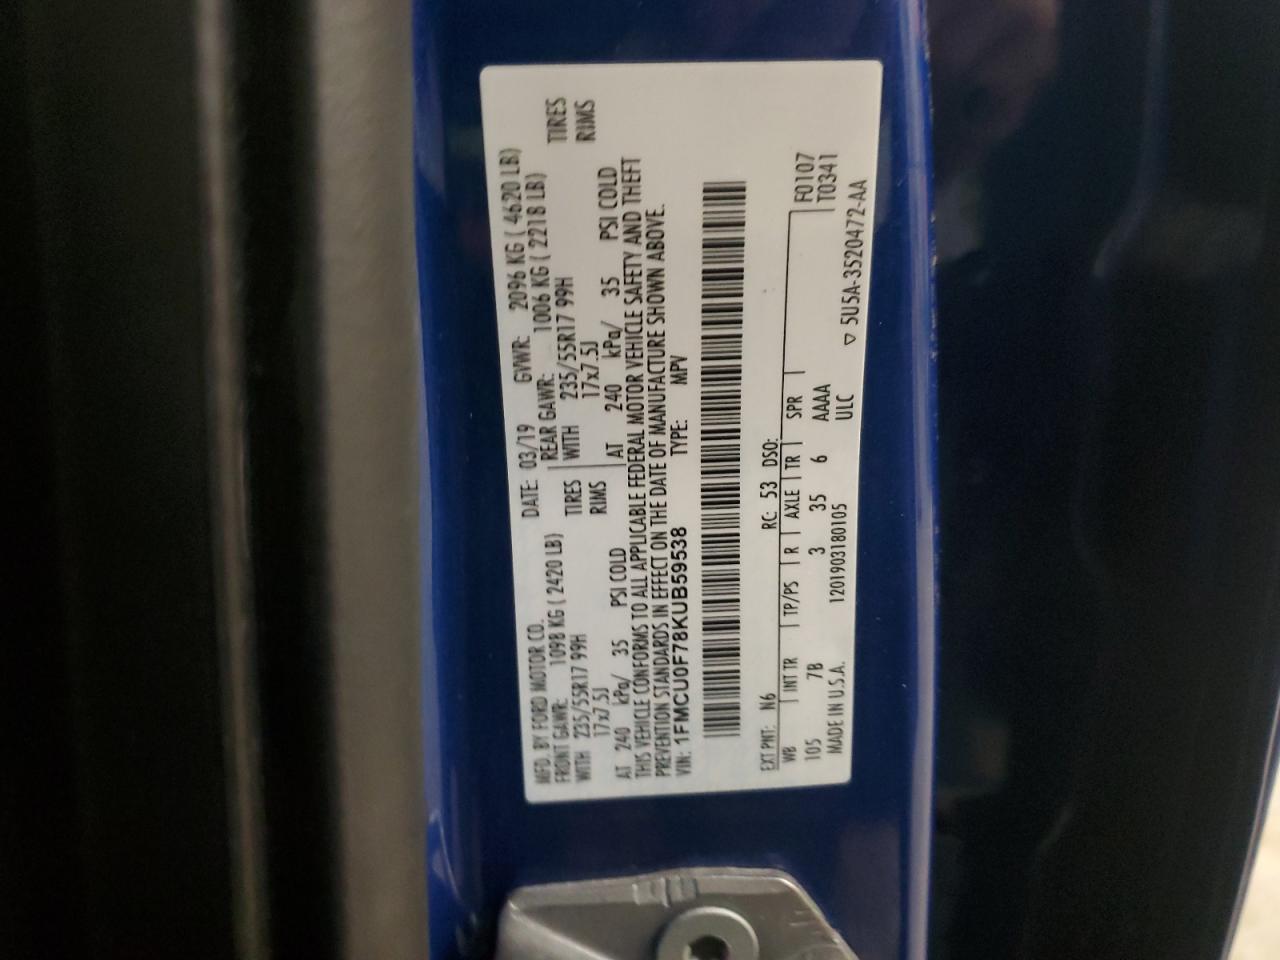 MFD. BY FORD MOTOR CO. DATE: 03/19 GVWR: 2096 KG ( 4620 LB)
FRONT GAWR: 1098 KG ( 2420 LB) REAR GAWR: 1006 KG ( 2218 LB)
WITH 235/55R17 99H TIRES WITH 235/55R17 99H TIRES
17x7.5J RIMS 17x7.5J RIMS
AT 240 kPa/ 35 PSI COLD AT 240 kPa/ 35 PSI COLD
THIS VEHICLE CONFORMS TO ALL APPLICABLE FEDERAL MOTOR VEHICLE SAFETY AND THEFT
PREVENTION STANDARDS IN EFFECT ON THE DATE OF MANUFACTURE SHOWN ABOVE.
VIN: 1FMCU0F78KUB59538 TYPE: MPV
EXT PNT: N6 RC: 53 DSO:
WB INT TR TP/PS R AXLE TR SPR F0107
105 7B 3 35 6 AAAA T0341
MADE IN U.S.A. 1201903180105 ULC
▽ 5U5A-3520472-AA